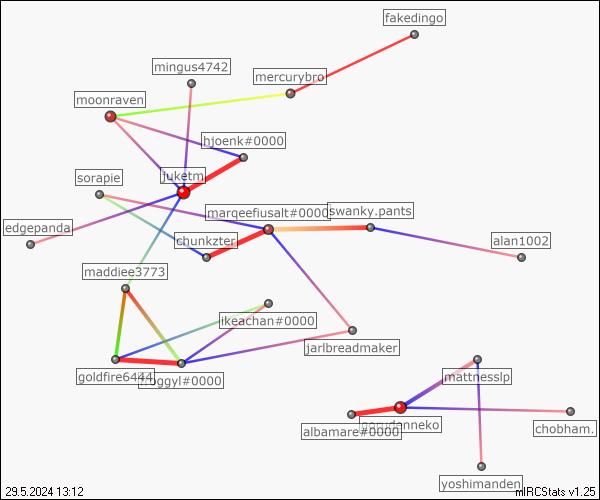 fakedingo
mingus4742
mercurybro
moonraven
hjoenk#0000
juketm
sorapie
marqeefiusalt#0000
swanky.pants
edgepanda
chunkzter
alan1002
maddiee3773
ikeachan#0000
jarlbreadmaker
goldfire6444
froggyl#0000
mattnesslp
gorudanneko
albamare#0000
chobham.
yoshimanden
29.5.2024 13:12
mIRCStats v1.25